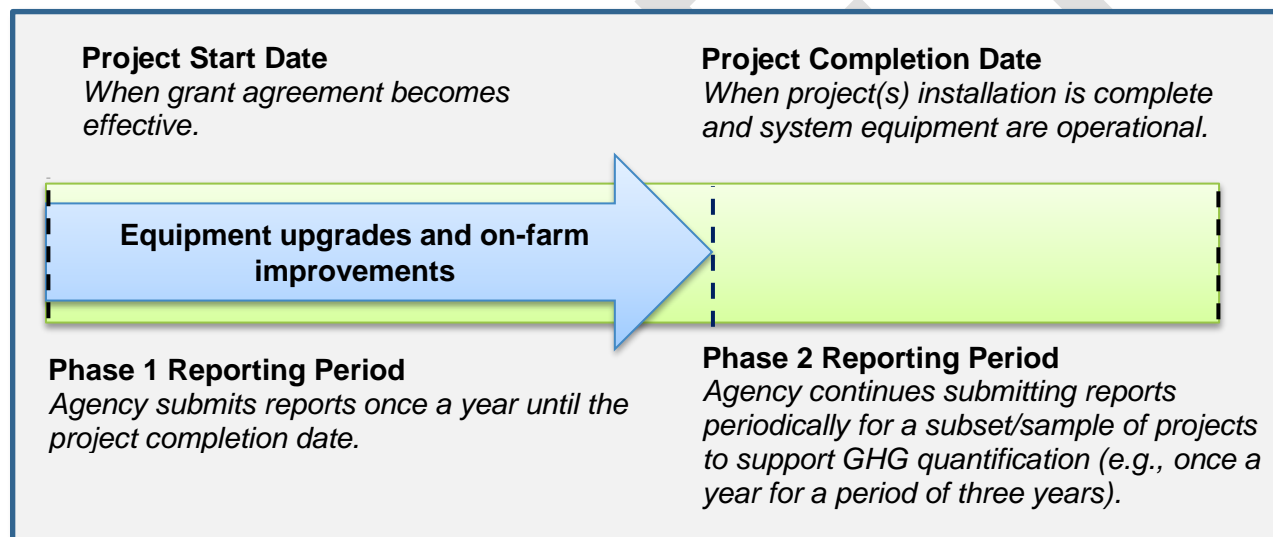 Project Start Date
When grant agreement becomes
effective.
Project Completion Date
When project(s) installation is complete
and system equipment are operational.
Equipment upgrades and on-farm
improvements
Phase 1 Reporting Period
Agency submits reports once a year until the
project completion date.
Phase 2 Reporting Period
Agency continues submitting reports
periodically for a subset/sample of projects
to support GHG quantification (e.g., once a
year for a period of three years).